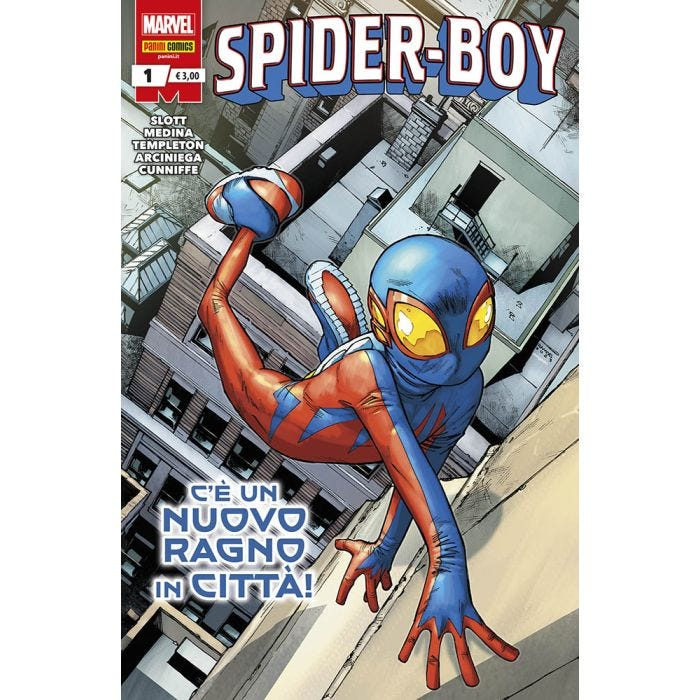 MARVEL
PANINI COMICS
panini.it
1
€ 3,00
SPIDER-BOY
SLOTT
MEDINA
TEMPLETON
ARCINIEGA
CUNNIFFE
C'È UN
NUOVO
RAGNO
IN CITTÀ!